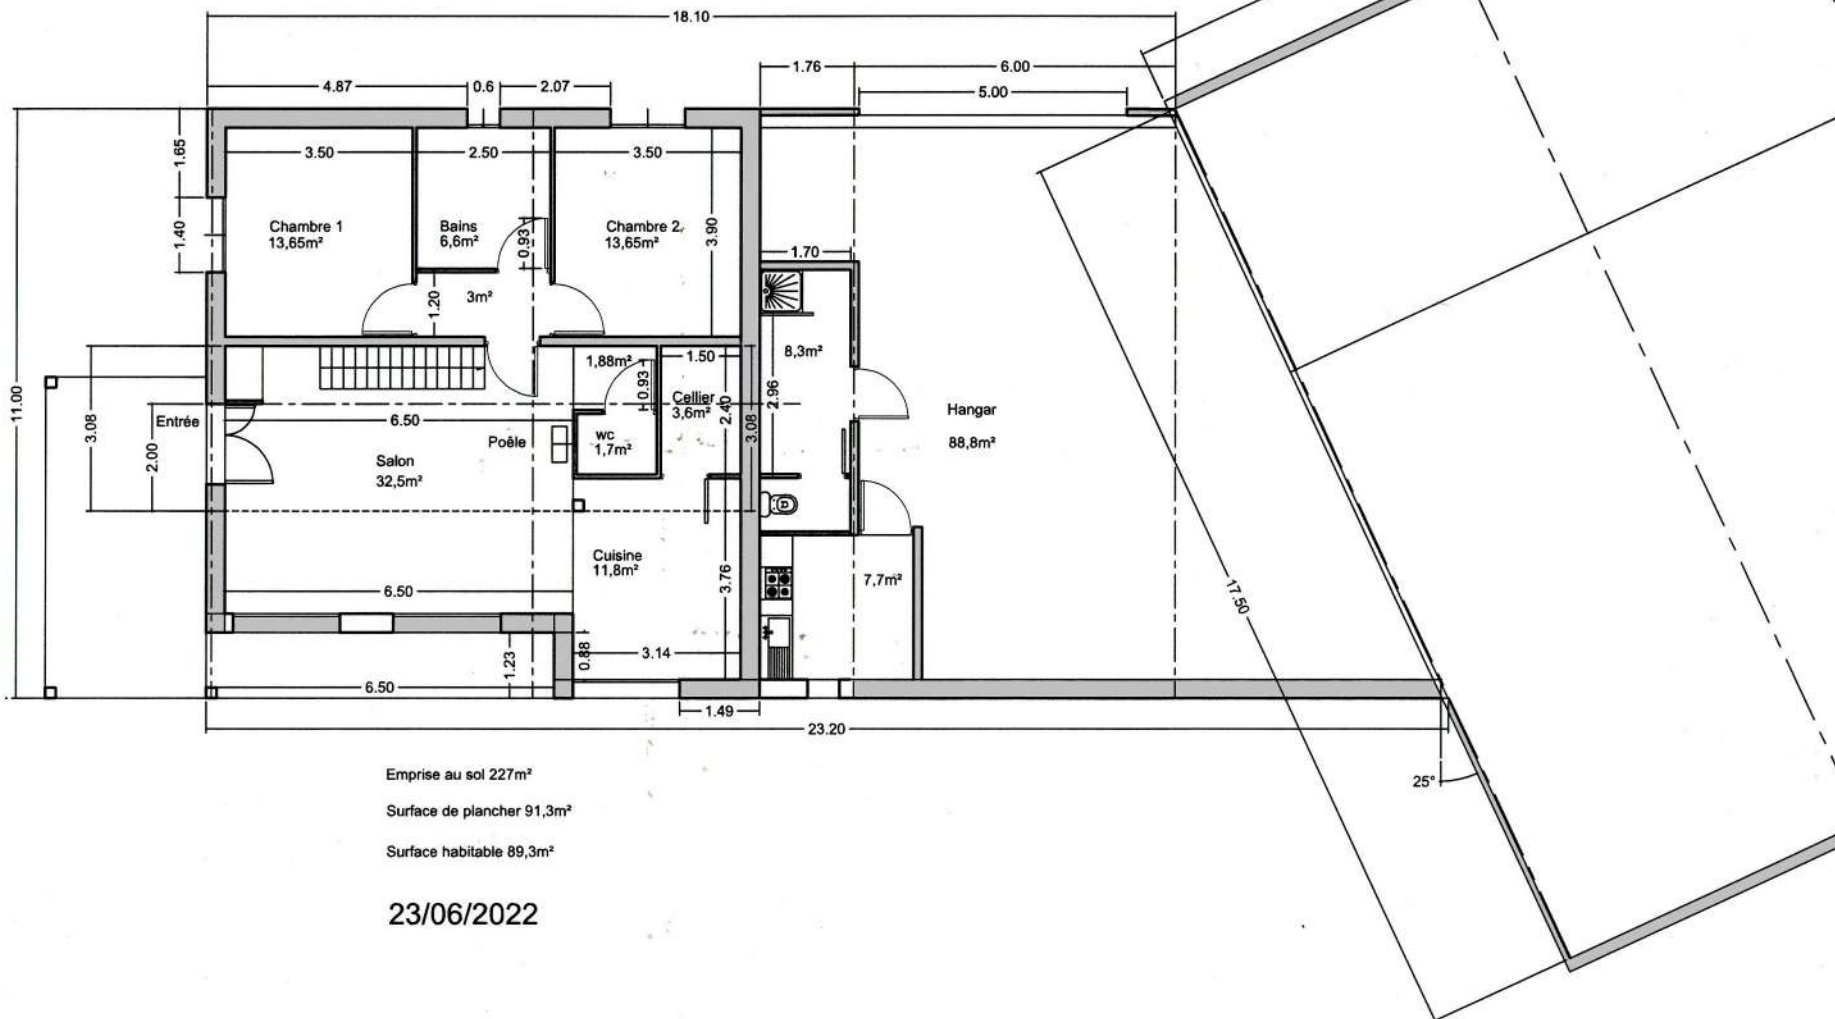 18.10
1.76
6.00
4.87
0.6
2.07
5.00
1.65
3.50
2.50
3.50
Chambre 1
13,65m²
Bains
6,6m²
Chambre 2
13,65m²
1.40
0.93
3.90
1.70
1.20
3m²
11.00
3.08
2.00
Entrée
6.50
Poêle
Salon
32,5m²
1,88m²
0.93
1.50
Cellier
3,6m²
2.40
3.08
wc
1,7m²
2.96
8,3m²
Hangar
88,8m²
Cuisine
11,8m²
3.76
6.50
7,7m²
17.50
1.23
0.88
3.14
6.50
1.49
23.20
25°
Emprise au sol 227m²
Surface de plancher 91,3m²
Surface habitable 89,3m²
23/06/2022